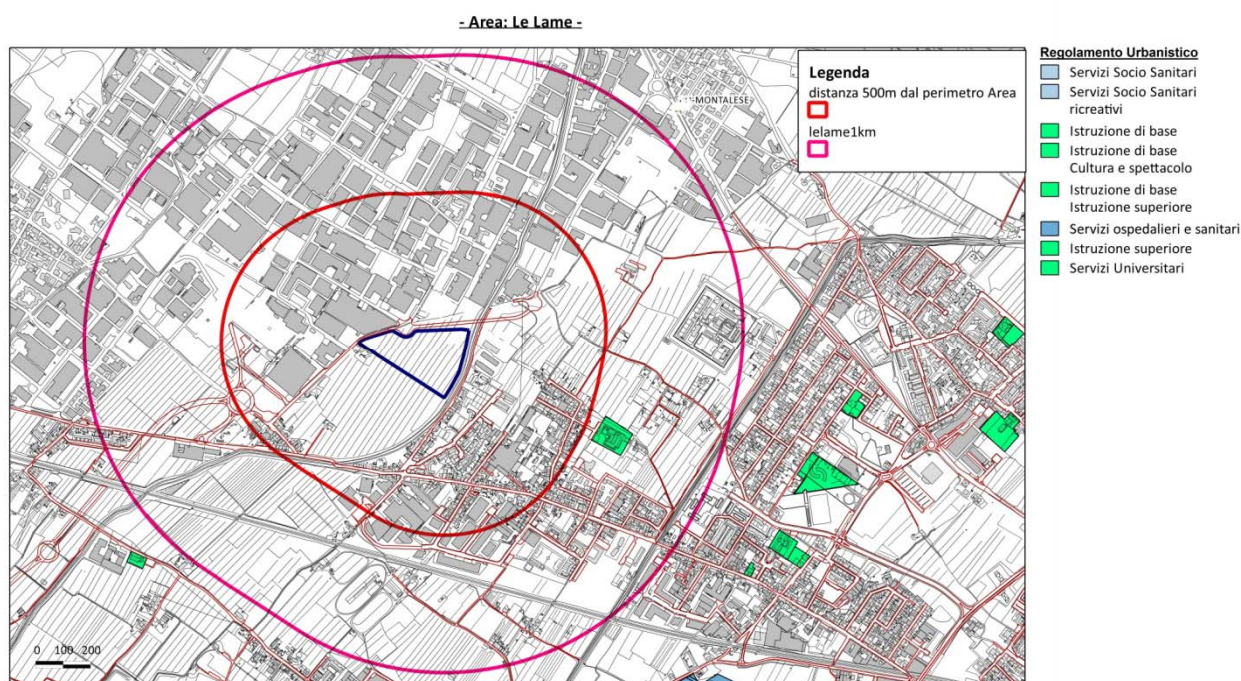 - Area: Le Lame -
Legenda
distanza 500m dal perimetro Area
lelame1km
MONTALESE
Regolamento Urbanistico
Servizi Socio Sanitari
Servizi Socio Sanitari
ricreativi
Istruzione di base
Istruzione di base
Cultura e spettacolo
Istruzione di base
Istruzione superiore
Servizi ospedalieri e sanitari
Istruzione superiore
Servizi Universitari
0 100 200